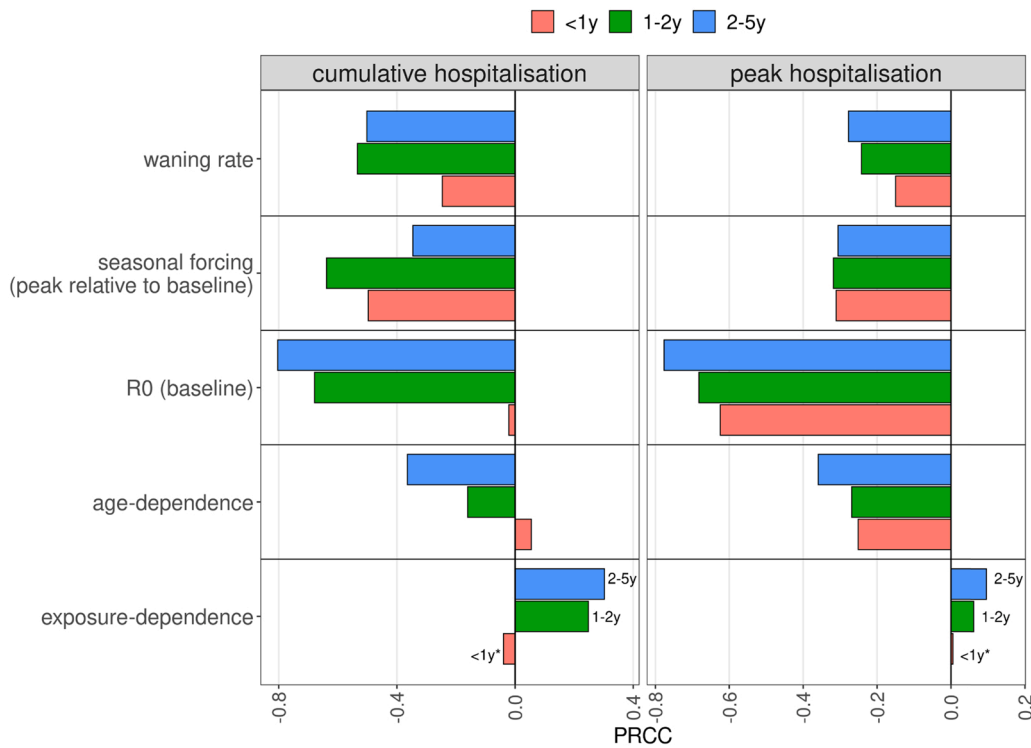 <1y 1-2y 2-5y
cumulative hospitalisation
peak hospitalisation
waning rate
seasonal forcing
(peak relative to baseline)
R0 (baseline)
age-dependence
exposure-dependence
2-5y
1-2y
<1y*
2-5y
1-2y
<1y*
-0.8 -0.4 0.0 0.4
-0.8 -0.6 -0.4 -0.2 0.0 0.2
PRCC